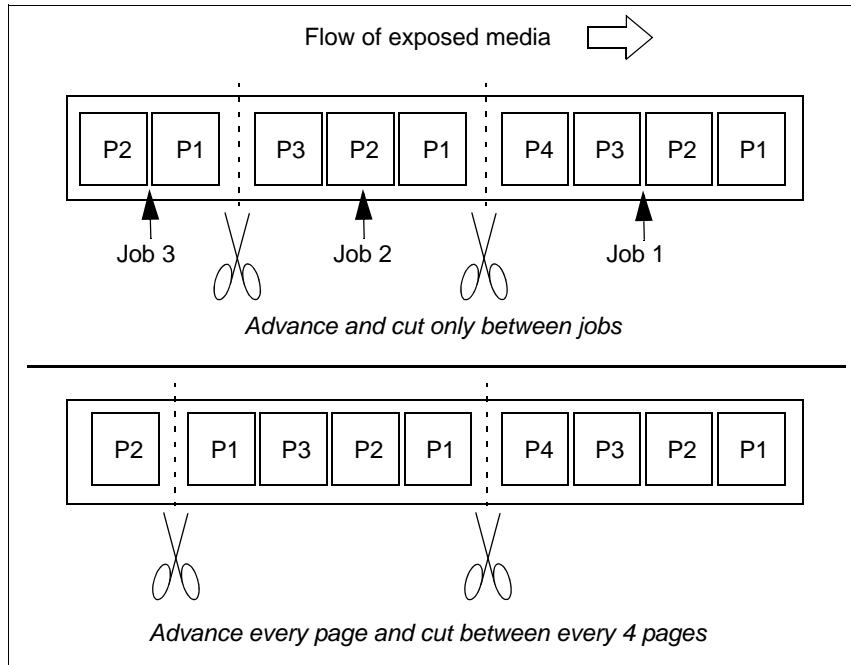 Flow of exposed media
P2 P1 P3 P2 P1 P4 P3 P2 P1
Job 3 Job 2 Job 1
Advance and cut only between jobs
P2 P1 P3 P2 P1 P4 P3 P2 P1
Advance every page and cut between every 4 pages